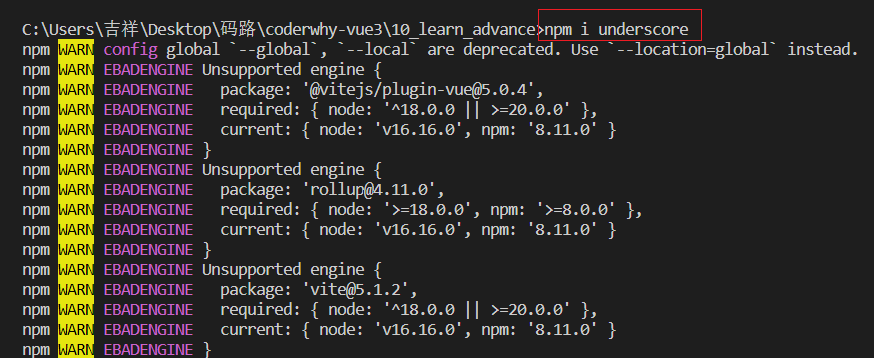 C:\Users\吉祥\Desktop\码路\coderwhy-vue3\10_learn_advance>npm i underscore
npm WARN config global `--global`, `--local` are deprecated. Use `--location=global` instead.
npm WARN EBADENGINE Unsupported engine {
npm WARN EBADENGINE   package: '@vitejs/plugin-vue@5.0.4',
npm WARN EBADENGINE   required: { node: '^18.0.0 || >=20.0.0' },
npm WARN EBADENGINE   current: { node: 'v16.16.0', npm: '8.11.0' }
npm WARN EBADENGINE }
npm WARN EBADENGINE Unsupported engine {
npm WARN EBADENGINE   package: 'rollup@4.11.0',
npm WARN EBADENGINE   required: { node: '>=18.0.0', npm: '>=8.0.0' },
npm WARN EBADENGINE   current: { node: 'v16.16.0', npm: '8.11.0' }
npm WARN EBADENGINE }
npm WARN EBADENGINE Unsupported engine {
npm WARN EBADENGINE   package: 'vite@5.1.2',
npm WARN EBADENGINE   required: { node: '^18.0.0 || >=20.0.0' },
npm WARN EBADENGINE   current: { node: 'v16.16.0', npm: '8.11.0' }
npm WARN EBADENGINE }